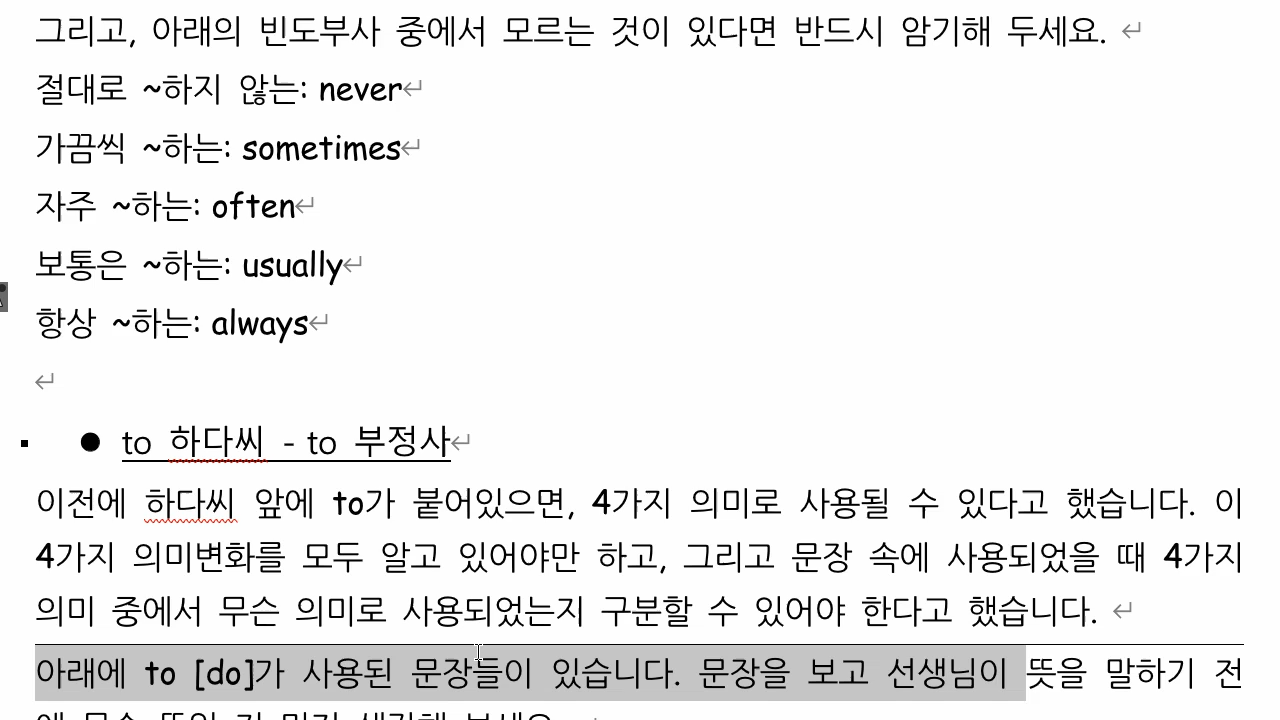 그리고, 아래의 빈도부사 중에서 모르는 것이 있다면 반드시 암기해 두세요.
절대로 ~하지 않는: never
가끔씩 ~하는: sometimes
자주 ~하는: often
보통은 ~하는: usually
항상 ~하는: always
● to 하다씨 - to 부정사
이전에 하다씨 앞에 to가 붙어있으면, 4가지 의미로 사용될 수 있다고 했습니다. 이
4가지 의미변화를 모두 알고 있어야만 하고, 그리고 문장 속에 사용되었을 때 4가지
의미 중에서 무슨 의미로 사용되었는지 구분할 수 있어야 한다고 했습니다.
아래에 to [do]가 사용된 문장들이 있습니다. 문장을 보고 선생님이 뜻을 말하기 전